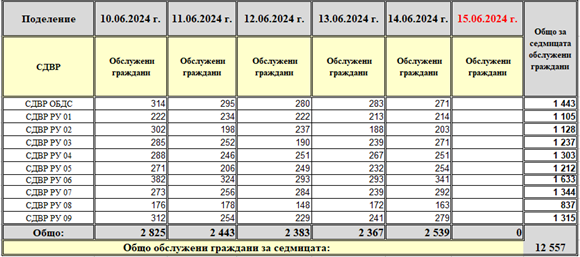 Поделение 10.06.2024 г. 11.06.2024 г. 12.06.2024 г. 13.06.2024 г. 14.06.2024 г. 15.06.2024 г. Общо за седмицата обслужени граждани
СДВР Обслужени граждани Обслужени граждани Обслужени граждани Обслужени граждани Обслужени граждани
СДВР ОБДС 314 295 280 283 271 1 443
СДВР РУ 01 222 234 222 213 214 1 105
СДВР РУ 02 302 198 237 188 203 1 128
СДВР РУ 03 285 252 190 239 271 1 237
СДВР РУ 04 288 246 251 267 251 1 303
СДВР РУ 05 271 206 249 232 254 1 212
СДВР РУ 06 382 324 293 293 341 1 633
СДВР РУ 07 273 256 284 239 292 1 344
СДВР РУ 08 176 178 148 172 163 837
СДВР РУ 09 312 254 229 241 279 1 315
Общо: 2 825 2 443 2 383 2 367 2 539 0
Общо обслужени граждани за седмицата: 12 557